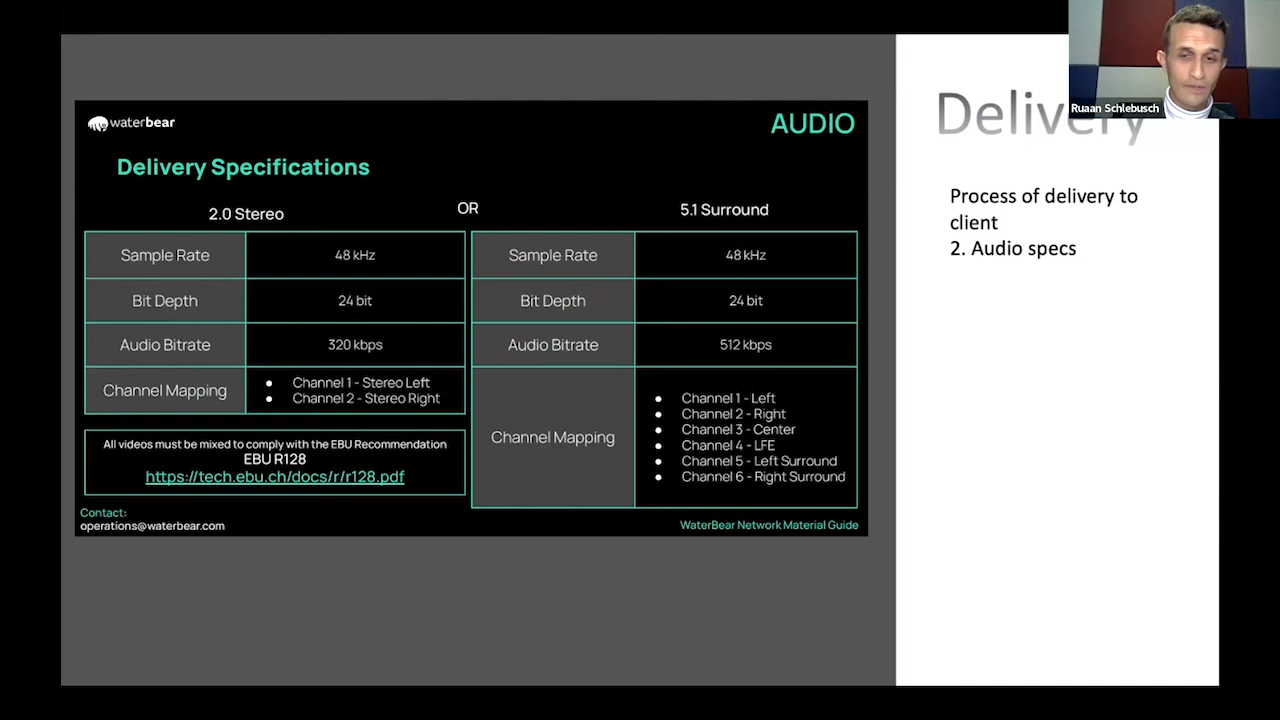 waterbear
AUDIO
Delivery Specifications
2.0 Stereo
OR
5.1 Surround
Sample Rate
48 kHz
Bit Depth
24 bit
Audio Bitrate
320 kbps
Channel Mapping
● Channel 1 - Stereo Left
● Channel 2 - Stereo Right
All videos must be mixed to comply with the EBU Recommendation
EBU R128
https://tech.ebu.ch/docs/r/r128.pdf
Sample Rate
48 kHz
Bit Depth
24 bit
Audio Bitrate
512 kbps
Channel Mapping
● Channel 1 - Left
● Channel 2 - Right
● Channel 3 - Center
● Channel 4 - LFE
● Channel 5 - Left Surround
● Channel 6 - Right Surround
Contact:
operations@waterbear.com
WaterBear Network Material Guide
Delivery
Process of delivery to
client
2. Audio specs
Ruaan Schlebusch